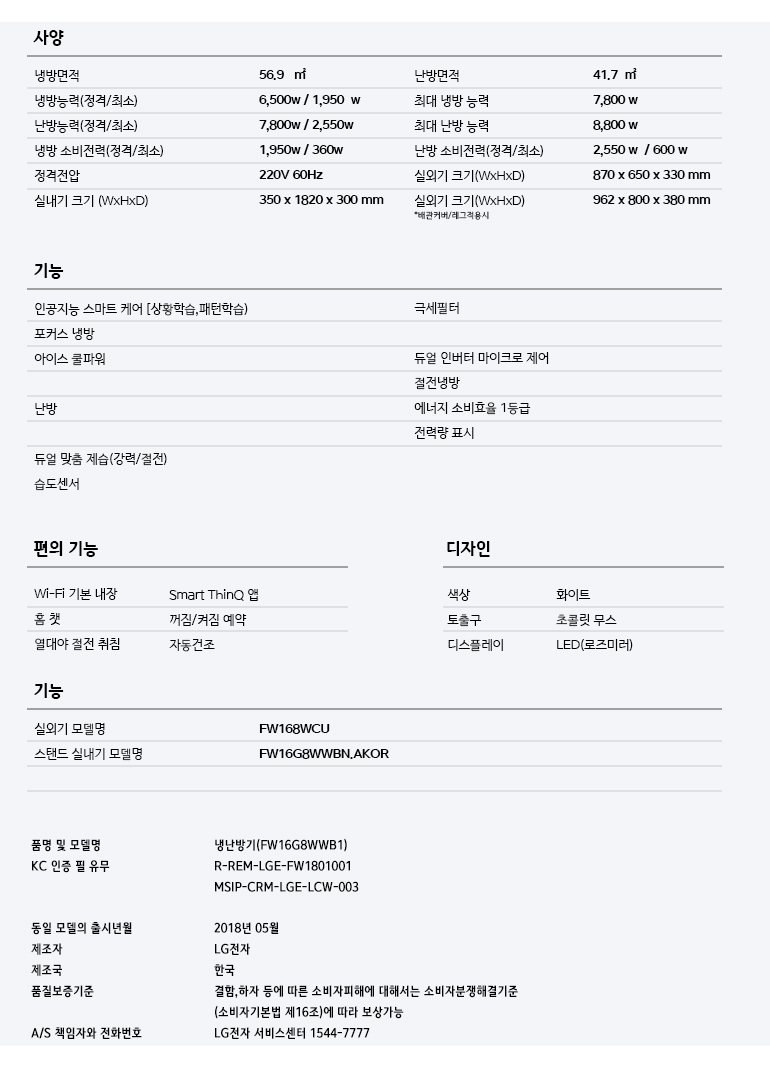 사양
냉방면적 56.9 ㎡ 난방면적 41.7 ㎡
냉방능력(정격/최소) 6,500w / 1,950 w 최대 냉방 능력 7,800 w
난방능력(정격/최소) 7,800w / 2,550w 최대 난방 능력 8,800 w
냉방 소비전력(정격/최소) 1,950w / 360w 난방 소비전력(정격/최소) 2,550 w / 600 w
정격전압 220V 60Hz 실외기 크기(WxHxD) 870 x 650 x 330 mm
실내기 크기 (WxHxD) 350 x 1820 x 300 mm 실외기 크기(WxHxD) 962 x 800 x 380 mm
*배관커버/레그적용시
기능
인공지능 스마트 케어 [상황학습,패턴학습) 극세필터
포커스 냉방
아이스 쿨파워 듀얼 인버터 마이크로 제어
절전냉방
난방 에너지 소비효율 1등급
전력량 표시
듀얼 맞춤 제습(강력/절전)
습도센서
편의 기능 디자인
Wi-Fi 기본 내장 Smart ThinQ 앱 색상 화이트
홈 챗 꺼짐/켜짐 예약 토출구 초콜릿 무스
열대야 절전 취침 자동건조 디스플레이 LED(로즈미러)
기능
실외기 모델명 FW168WCU
스탠드 실내기 모델명 FW16G8WWBN.AKOR
품명 및 모델명 냉난방기(FW16G8WWB1)
KC 인증 필 유무 R-REM-LGE-FW1801001
MSIP-CRM-LGE-LCW-003
동일 모델의 출시년월 2018년 05월
제조자 LG전자
제조국 한국
품질보증기준 결함,하자 등에 따른 소비자피해에 대해서는 소비자분쟁해결기준
(소비자기본법 제16조)에 따라 보상가능
A/S 책임자와 전화번호 LG전자 서비스센터 1544-7777